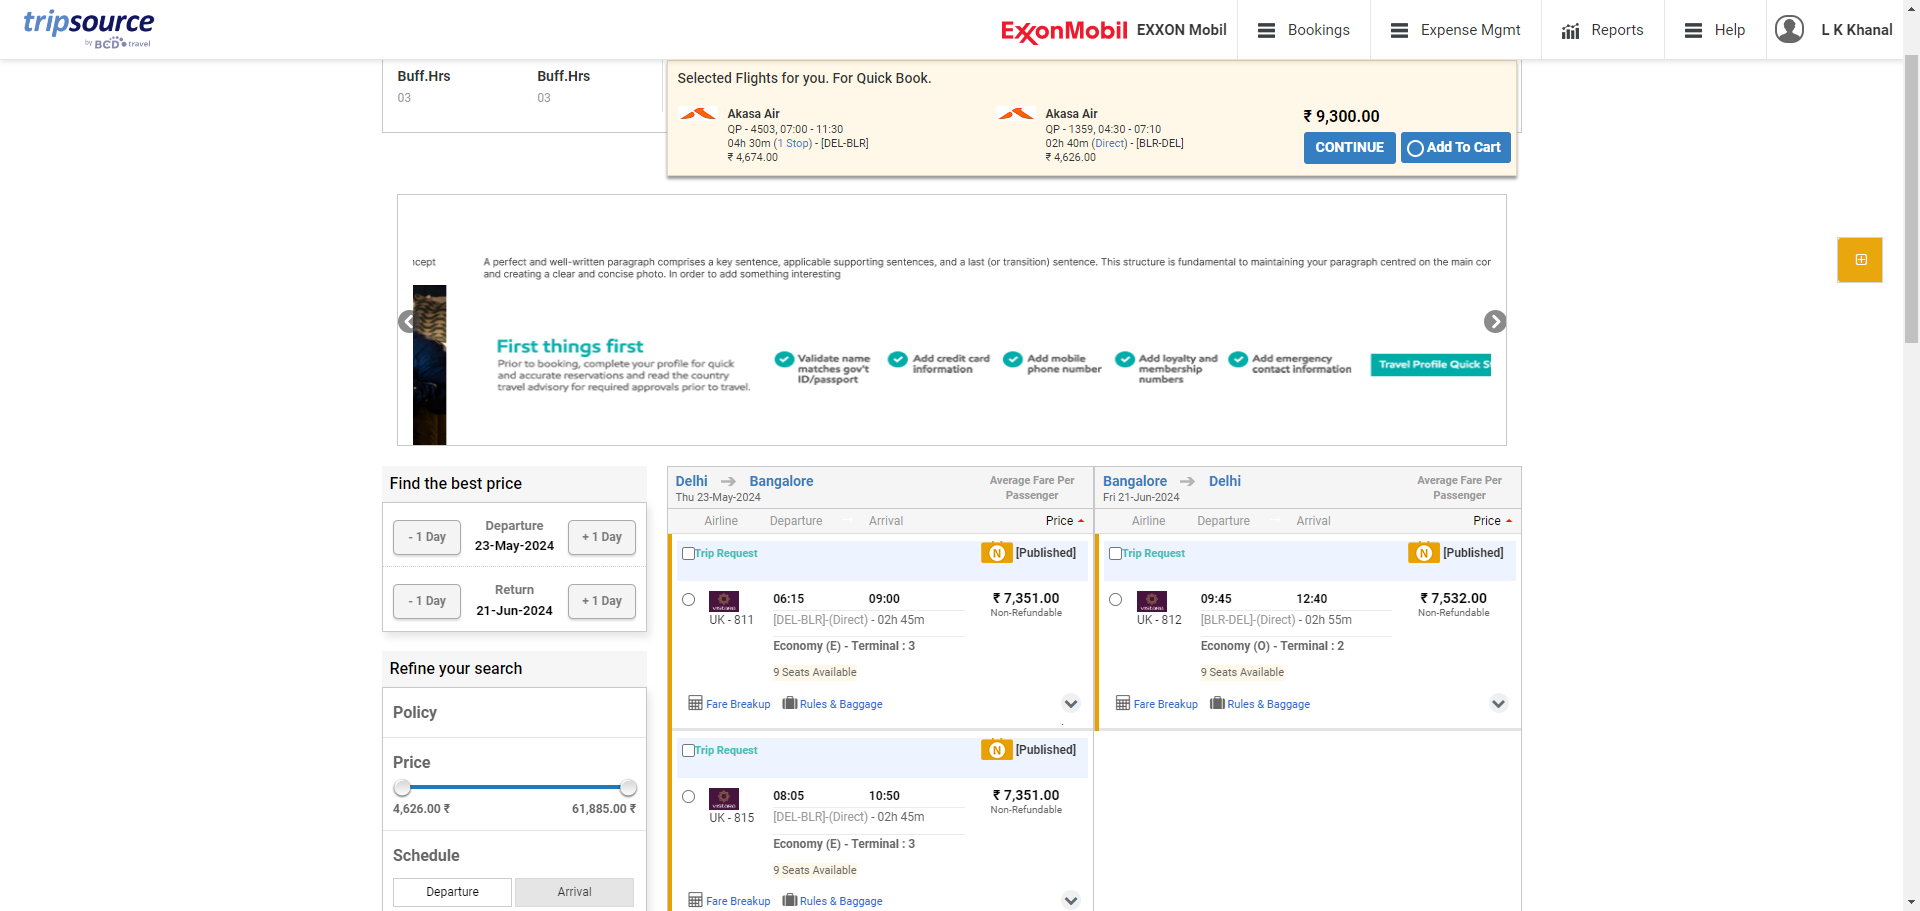 tripsource
by BCD travel
ExxonMobil EXXON Mobil
Bookings
Expense Mgmt
Reports
Help
L K Khanal
Buff.Hrs Buff.Hrs
03 03
Selected Flights for you. For Quick Book.
Akasa Air
QP - 4503, 07:00 - 11:30
04h 30m (1 Stop) - [DEL-BLR]
₹ 4,674.00
Akasa Air
QP - 1359, 04:30 - 07:10
02h 40m (Direct) - [BLR-DEL]
₹ 4,626.00
₹ 9,300.00
CONTINUE
Add To Cart
ncept
A perfect and well-written paragraph comprises a key sentence, applicable supporting sentences, and a last (or transition) sentence. This structure is fundamental to maintaining your paragraph centred on the main cor
and creating a clear and concise photo. In order to add something interesting
First things first
Prior to booking, complete your profile for quick
and accurate reservations and read the country
travel advisory for required approvals prior to travel.
Validate name
matches gov't
ID/passport
Add credit card
information
Add mobile
phone number
Add loyalty and
membership
numbers
Add emergency
contact information
Travel Profile Quick S
Find the best price
- 1 Day
Departure
23-May-2024
+ 1 Day
- 1 Day
Return
21-Jun-2024
+ 1 Day
Refine your search
Policy
Price
4,626.00 ₹ 61,885.00 ₹
Schedule
Departure Arrival
Delhi Bangalore
Thu 23-May-2024
Average Fare Per
Passenger
Airline Departure Arrival Price
Trip Request N [Published]
vistara
UK - 811
06:15 09:00
[DEL-BLR]-(Direct) - 02h 45m
Economy (E) - Terminal : 3
9 Seats Available
₹ 7,351.00
Non-Refundable
Fare Breakup Rules & Baggage
Trip Request N [Published]
vistara
UK - 815
08:05 10:50
[DEL-BLR]-(Direct) - 02h 45m
Economy (E) - Terminal : 3
9 Seats Available
₹ 7,351.00
Non-Refundable
Fare Breakup Rules & Baggage
Bangalore Delhi
Fri 21-Jun-2024
Average Fare Per
Passenger
Airline Departure Arrival Price
Trip Request N [Published]
vistara
UK - 812
09:45 12:40
[BLR-DEL]-(Direct) - 02h 55m
Economy (O) - Terminal : 2
9 Seats Available
₹ 7,532.00
Non-Refundable
Fare Breakup Rules & Baggage